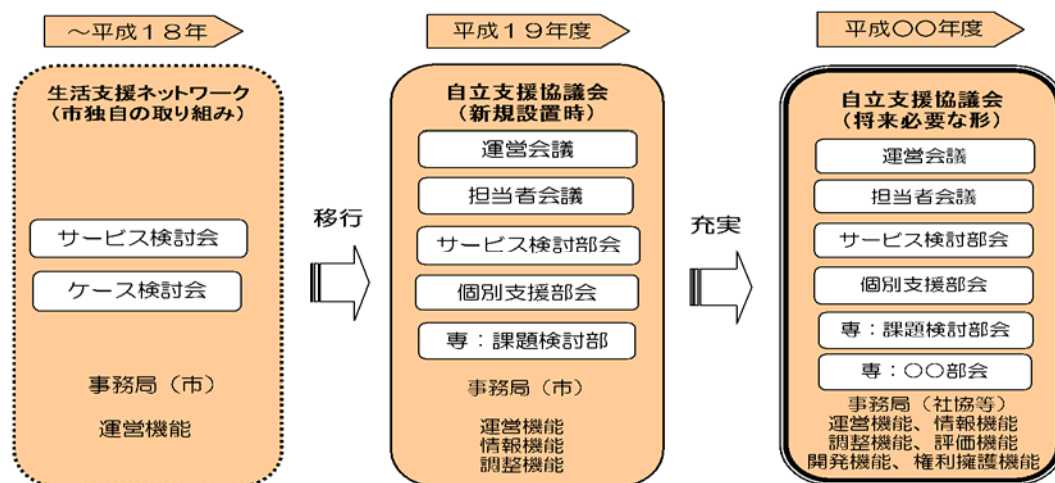 ～平成１８年
生活支援ネットワーク
（市独自の取り組み）
サービス検討会
ケース検討会
事務局（市）
運営機能
移行
平成１９年度
自立支援協議会
（新規設置時）
運営会議
担当者会議
サービス検討部会
個別支援部会
専：課題検討部
事務局（市）
運営機能
情報機能
調整機能
充実
平成〇〇年度
自立支援協議会
（将来必要な形）
運営会議
担当者会議
サービス検討部会
個別支援部会
専：課題検討部会
専：〇〇部会
事務局（社協等）
運営機能、情報機能
調整機能、評価機能
開発機能、権利擁護機能